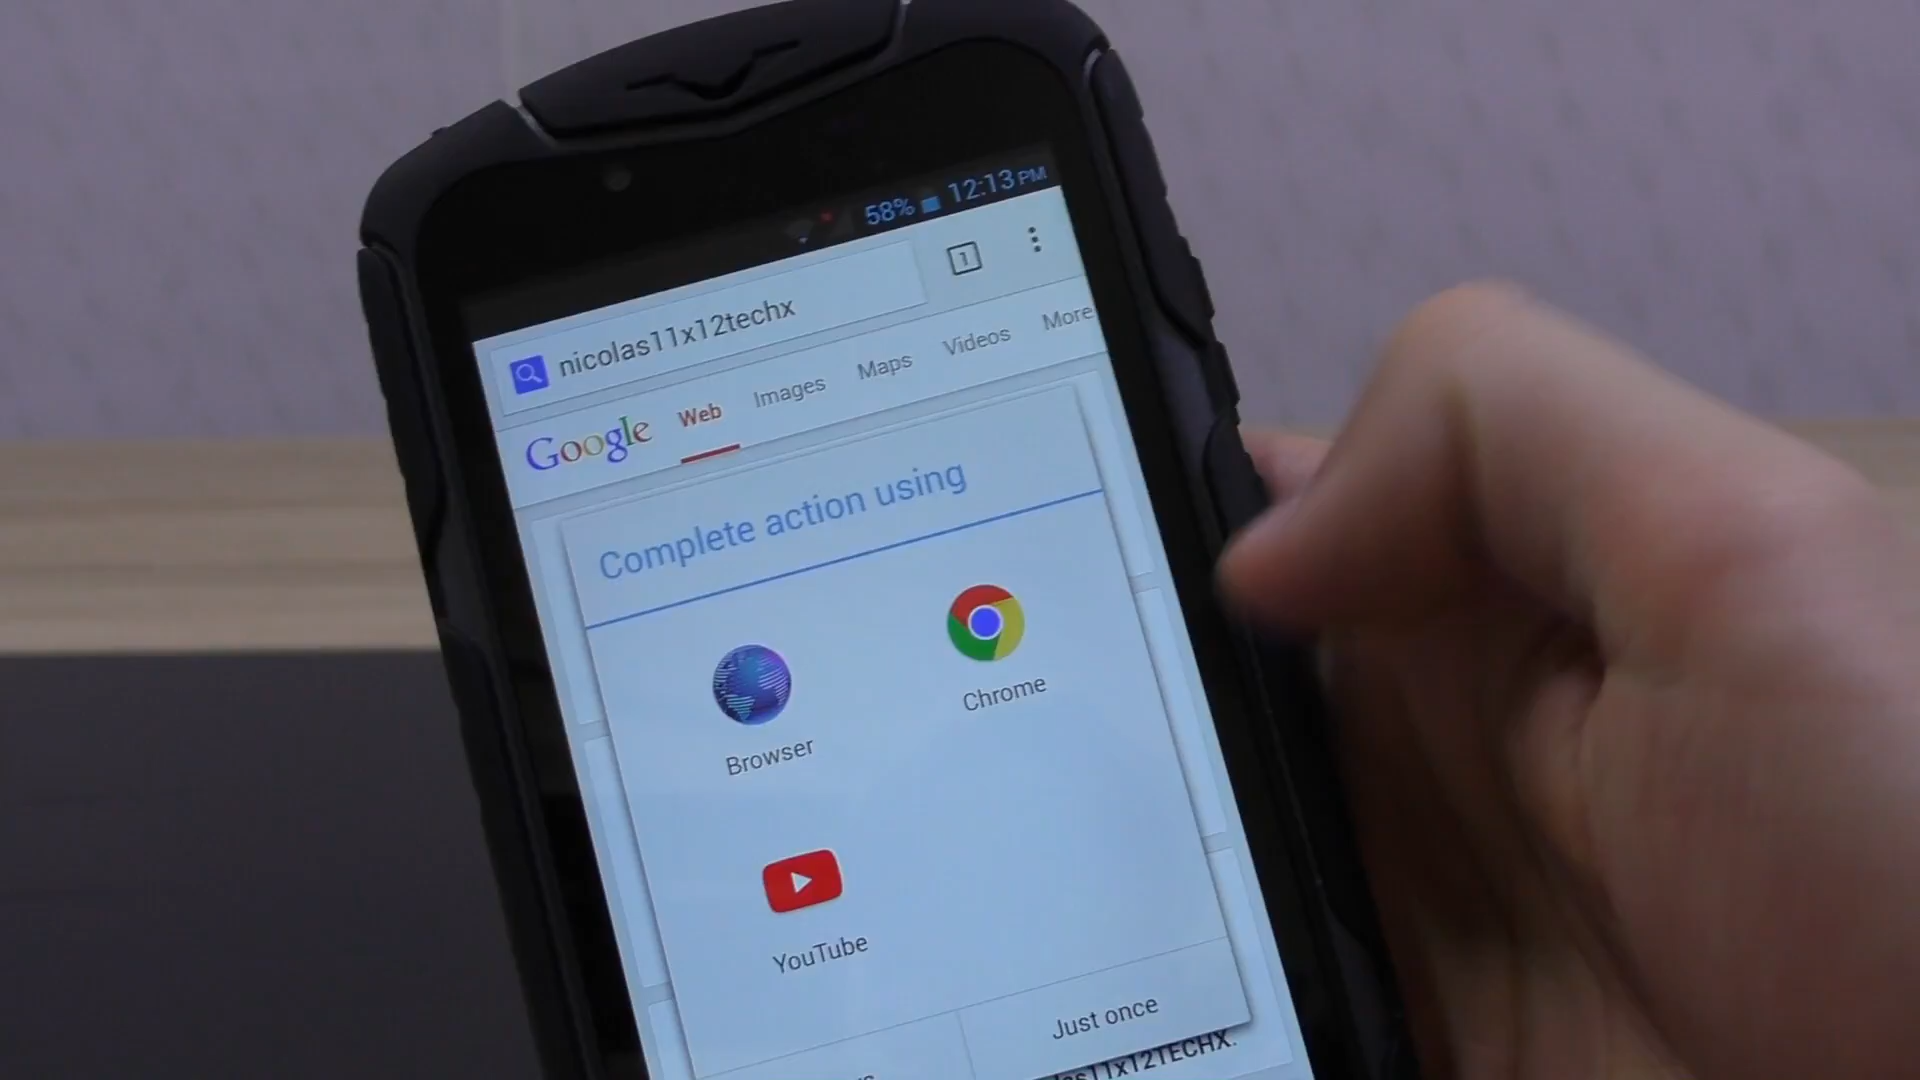 58% 12:13 PM
nicolas11x12techx
1
Google Web Images Maps Videos More
Complete action using
Browser
Chrome
YouTube
Just once
las11x12TECHX.